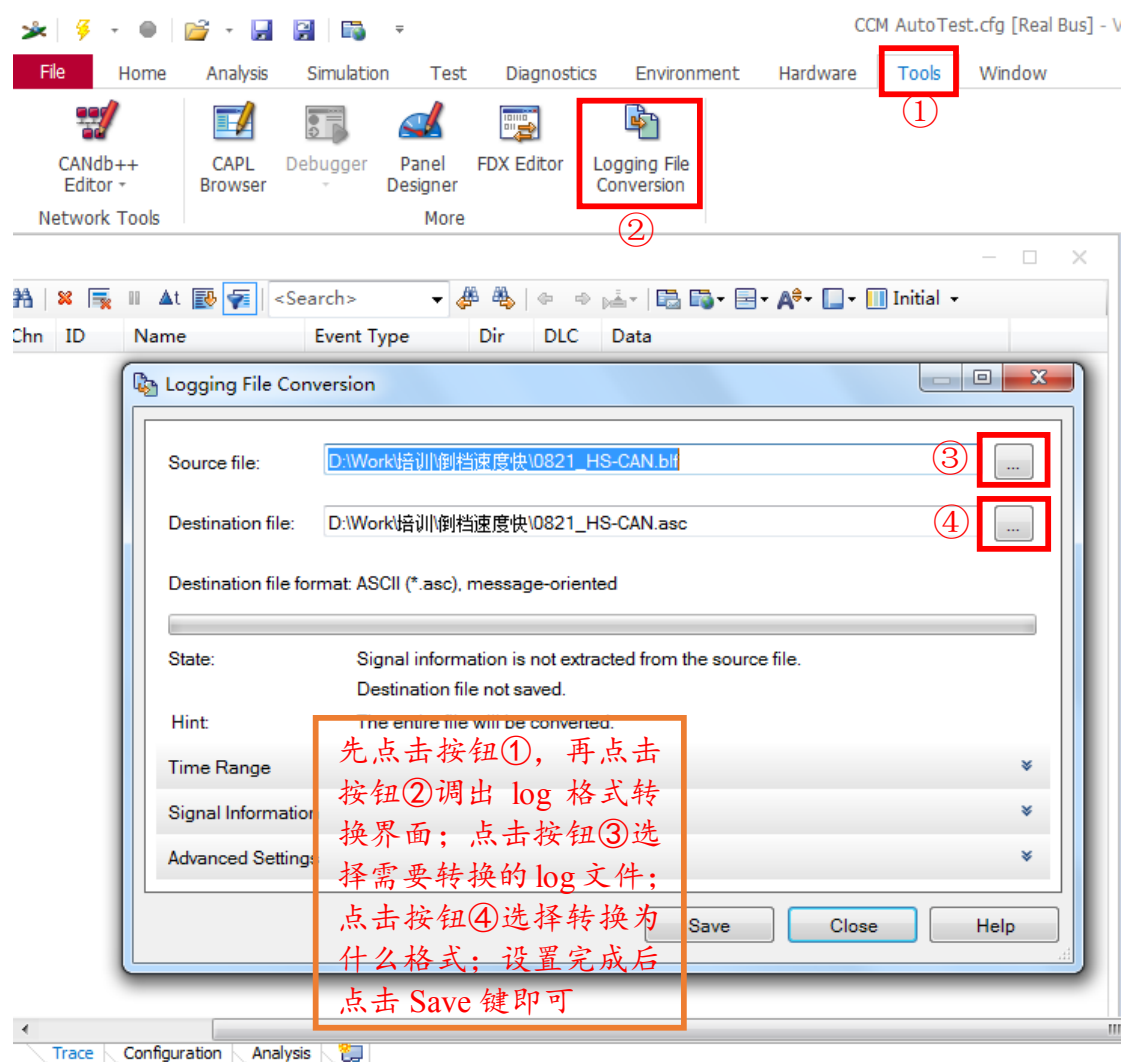 CCM AutoTest.cfg [Real Bus] - V
File Home Analysis Simulation Test Diagnostics Environment Hardware Tools Window
①
CANdb++ Editor
CAPL Browser
Debugger
Panel Designer
FDX Editor
Logging File Conversion
Network Tools
More
②
Δt <Search> Initial
Chn ID Name Event Type Dir DLC Data
Logging File Conversion
Source file: D:\Work\培训\倒档速度快\0821_HS-CAN.blf ③ ...
Destination file: D:\Work\培训\倒档速度快\0821_HS-CAN.asc ④ ...
Destination file format: ASCII (*.asc), message-oriented
State: Signal information is not extracted from the source file.
Destination file not saved.
Hint: The entire file will be converted.
Time Range
Signal Information
Advanced Settings
先点击按钮①，再点击
按钮②调出 log 格式转
换界面；点击按钮③选
择需要转换的 log 文件；
点击按钮④选择转换为
什么格式；设置完成后
点击 Save 键即可
Save Close Help
Trace Configuration Analysis